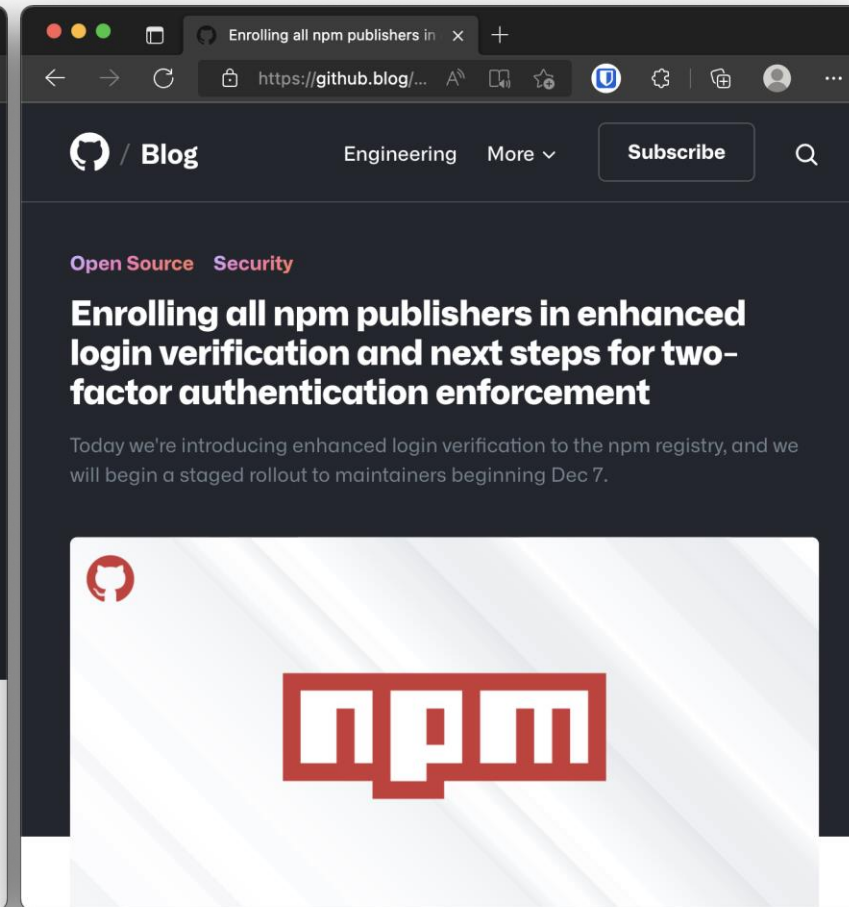 Enrolling all npm publishers in
https://github.blog/...
/ Blog
Engineering
More
Subscribe
Open Source Security
Enrolling all npm publishers in enhanced
login verification and next steps for two-
factor authentication enforcement
Today we're introducing enhanced login verification to the npm registry, and we
will begin a staged rollout to maintainers beginning Dec 7.
npm